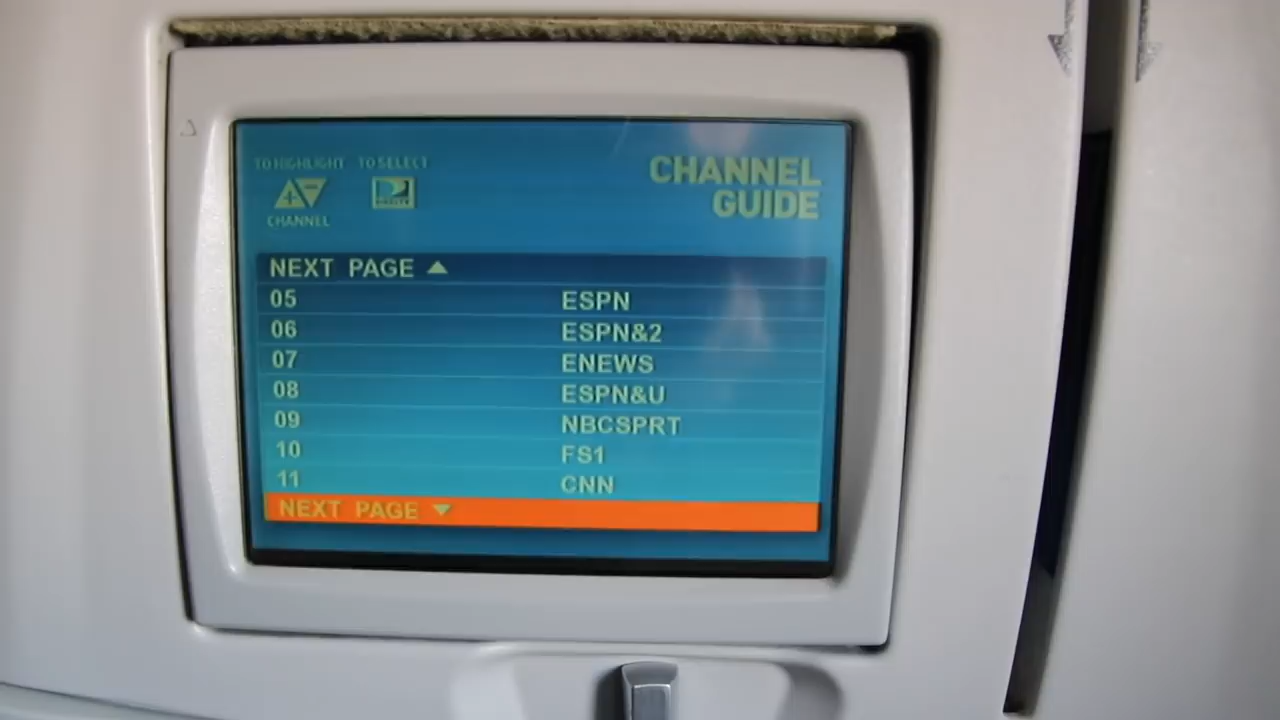 TO HIGHLIGHT TO SELECT
CHANNEL
CHANNEL
GUIDE
NEXT PAGE
05 ESPN
06 ESPN&2
07 ENEWS
08 ESPN&U
09 NBCSPRT
10 FS1
11 CNN
NEXT PAGE